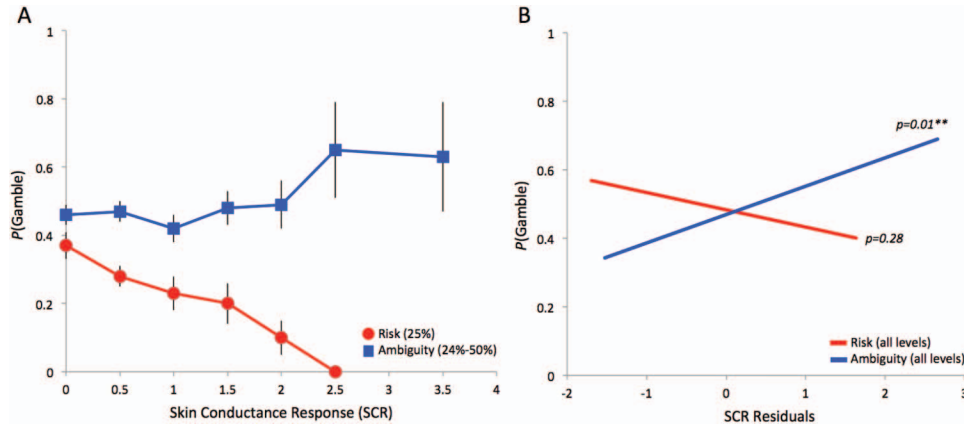 A
P(Gamble)
1
0.8
0.6
0.4
0.2
0
0 0.5 1 1.5 2 2.5 3 3.5 4
Skin Conductance Response (SCR)
Risk (25%)
Ambiguity (24%-50%)
B
P(Gamble)
1
0.8
0.6
0.4
0.2
0
-2 -1 0 1 2 3
SCR Residuals
p=0.01**
p=0.28
Risk (all levels)
Ambiguity (all levels)